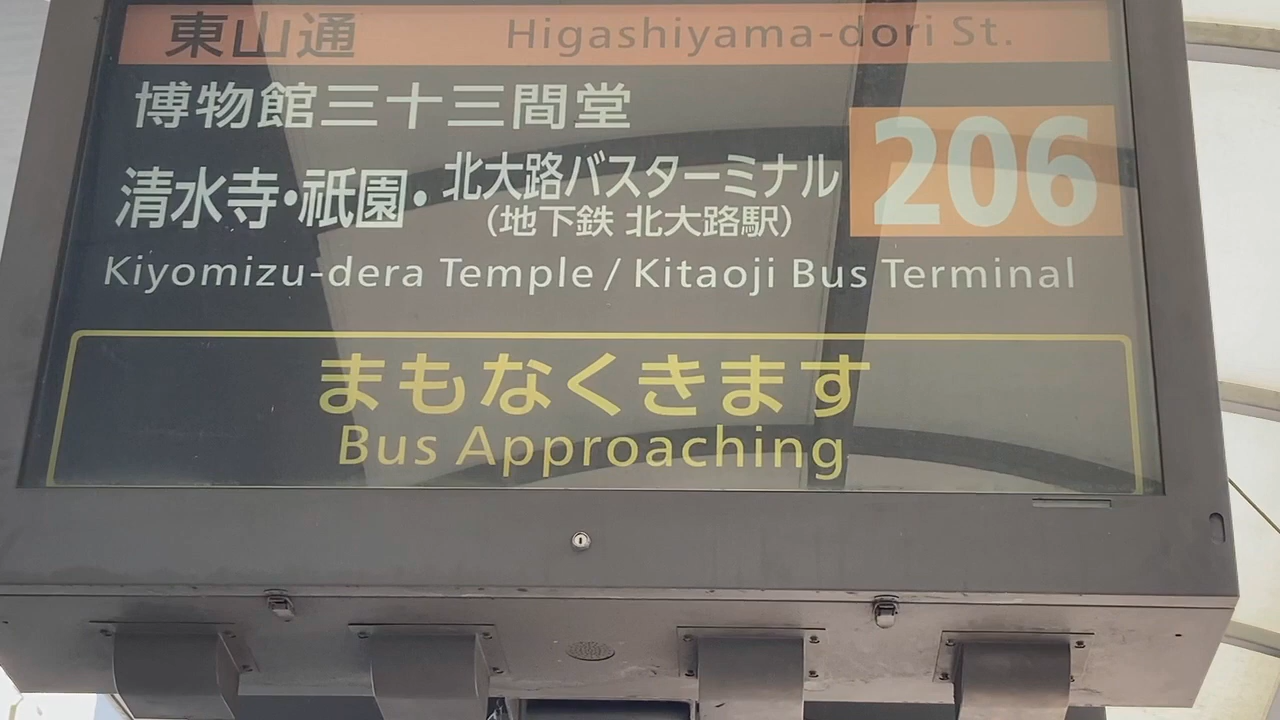 東山通 Higashiyama-dori St.
博物館三十三間堂
清水寺・祇園・北大路バスターミナル
(地下鉄 北大路駅)
206
Kiyomizu-dera Temple / Kitaoji Bus Terminal
まもなくきます
Bus Approaching